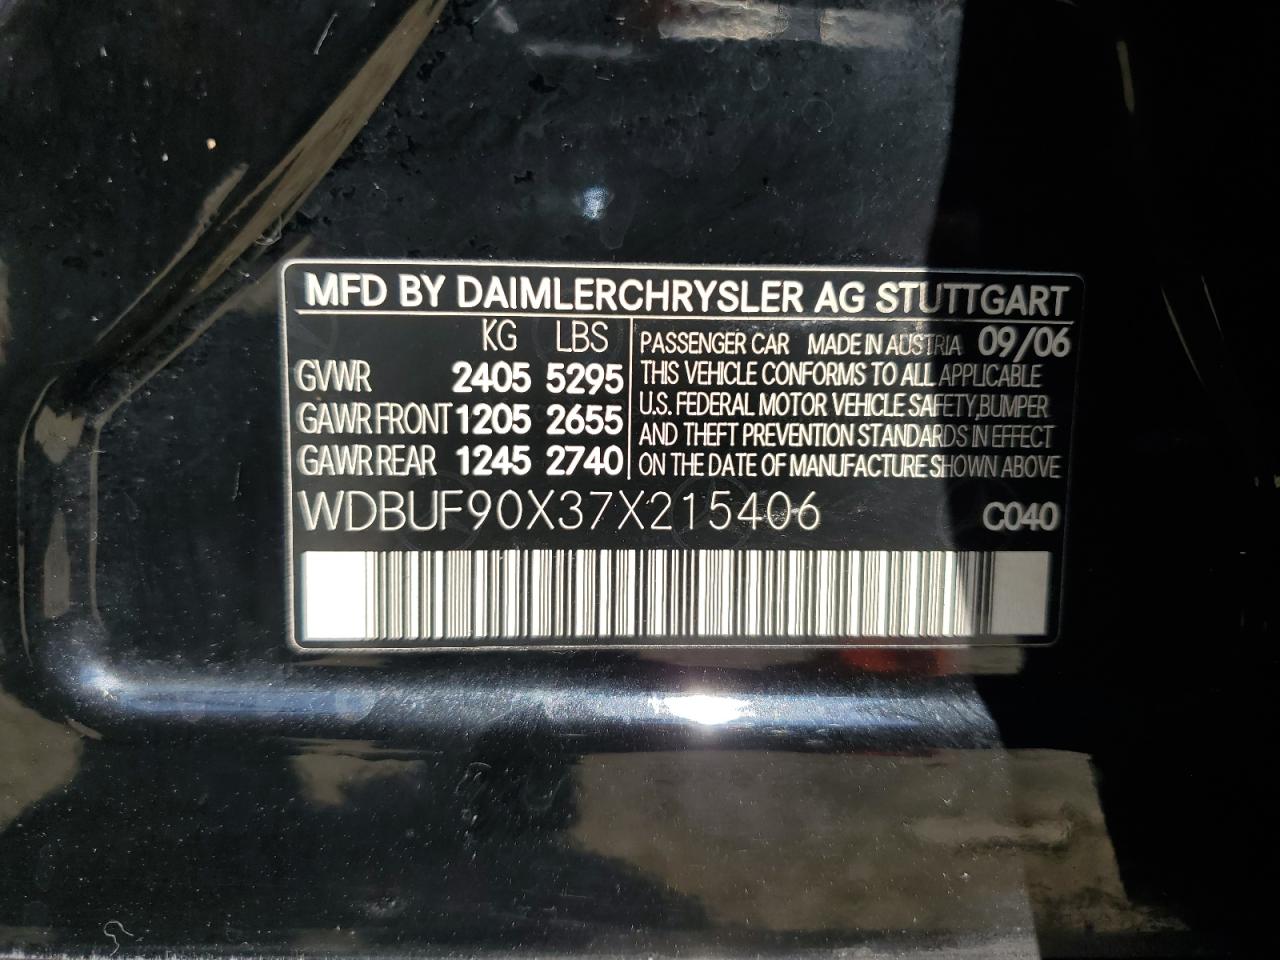 MFD BY DAIMLERCHRYSLER AG STUTTGART
KG LBS
GVWR 2405 5295
GAWR FRONT 1205 2655
GAWR REAR 1245 2740
PASSENGER CAR MADE IN AUSTRIA 09/06
THIS VEHICLE CONFORMS TO ALL APPLICABLE
U.S. FEDERAL MOTOR VEHICLE SAFETY, BUMPER
AND THEFT PREVENTION STANDARDS IN EFFECT
ON THE DATE OF MANUFACTURE SHOWN ABOVE
WDBUF90X37X215406 C040